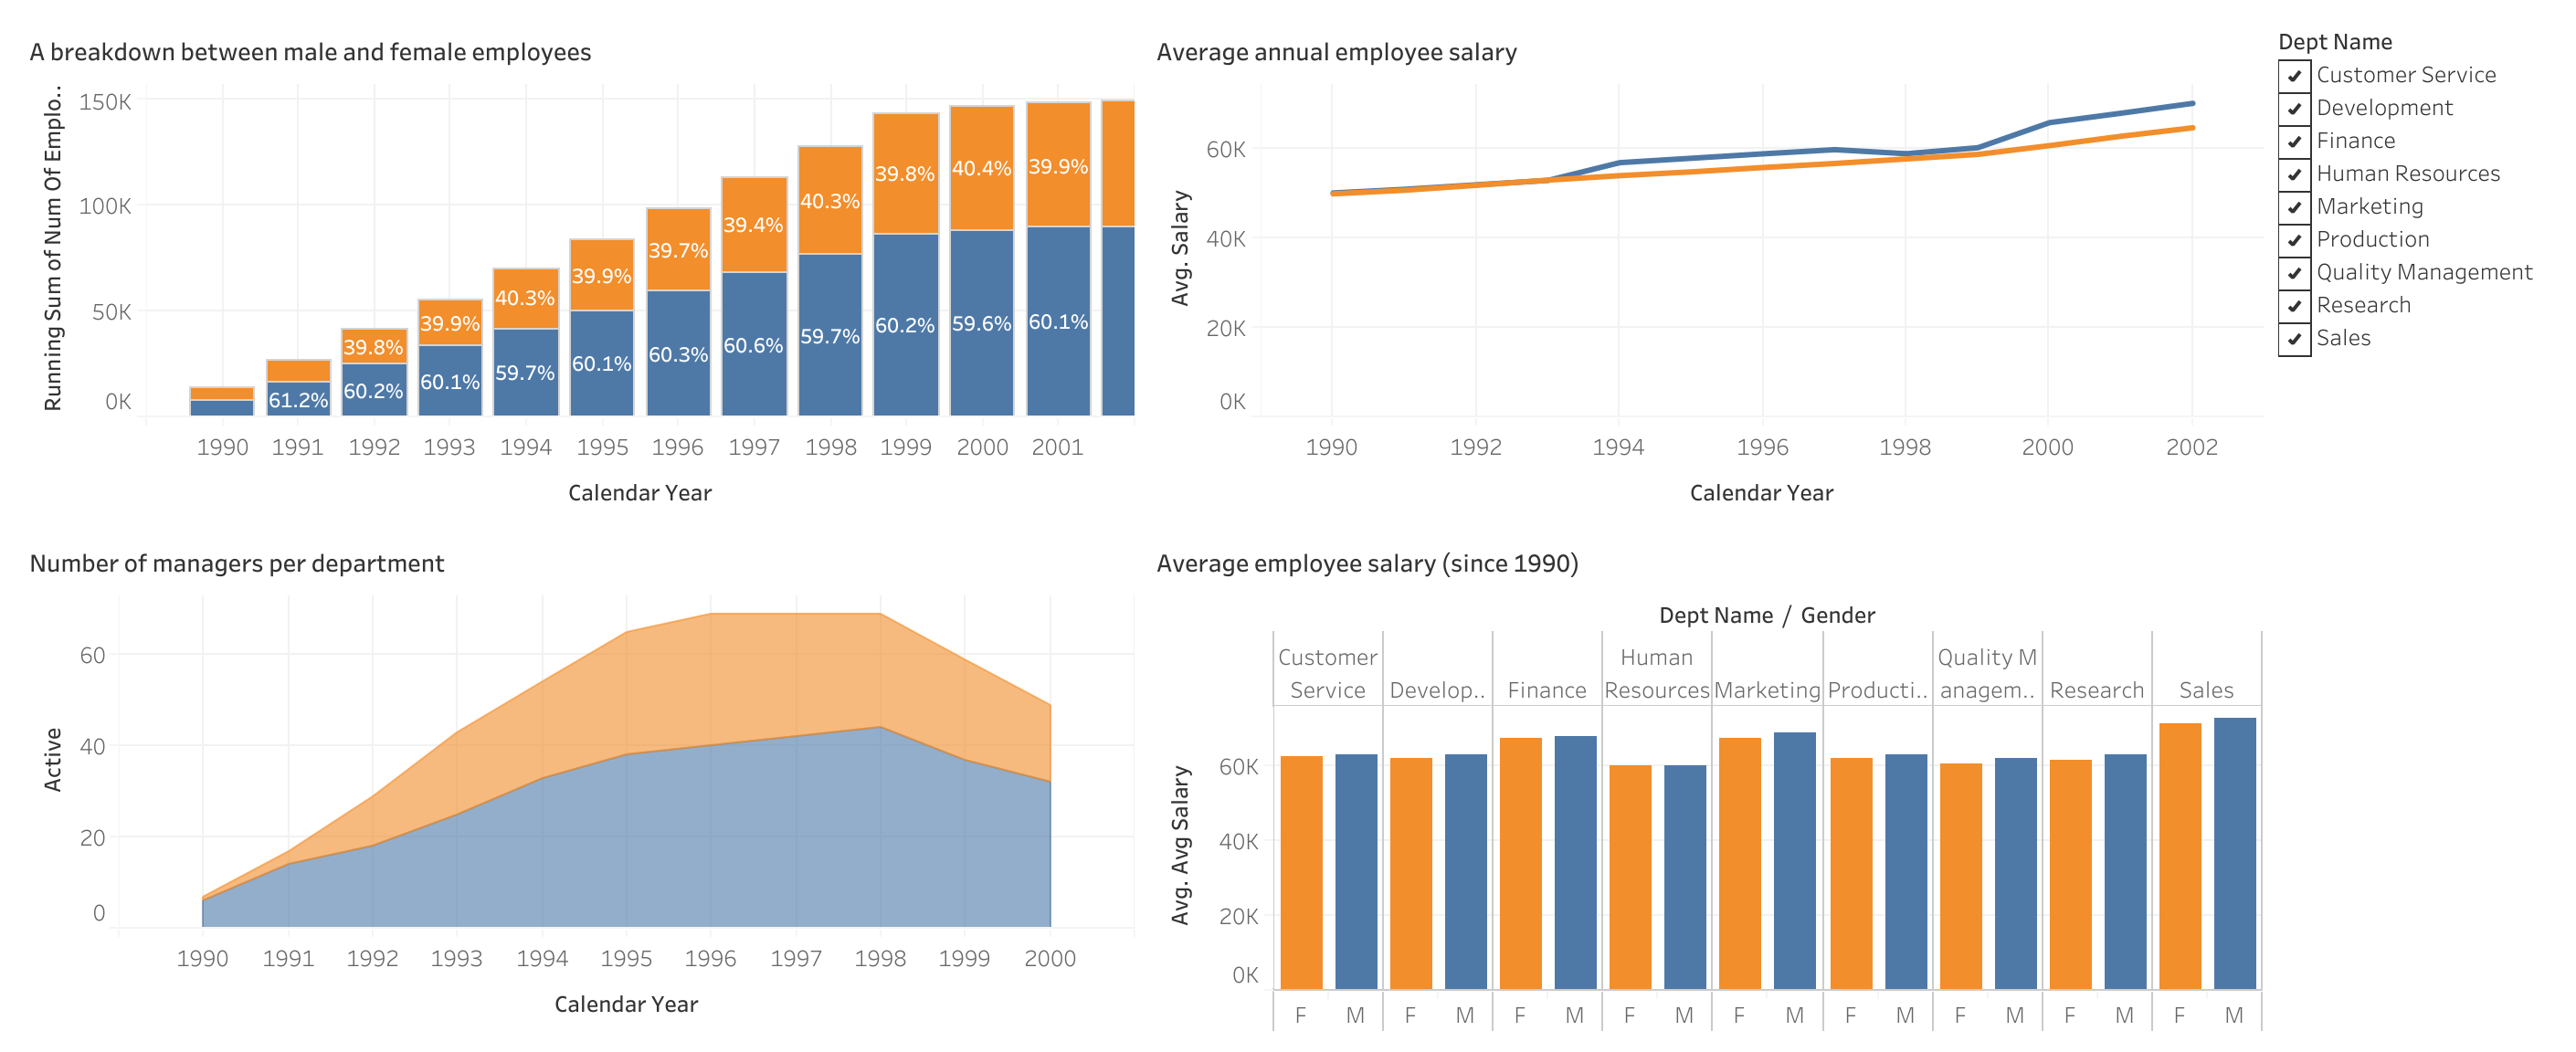 A breakdown between male and female employees
Running Sum of Num Of Emplo..
150K
100K
50K
0K
61.2%
39.8%
60.2%
39.9%
60.1%
40.3%
59.7%
39.9%
60.1%
39.7%
60.3%
39.4%
60.6%
40.3%
59.7%
39.8%
60.2%
40.4%
59.6%
39.9%
60.1%
1990 1991 1992 1993 1994 1995 1996 1997 1998 1999 2000 2001
Calendar Year
Average annual employee salary
Avg. Salary
60K
40K
20K
0K
1990 1992 1994 1996 1998 2000 2002
Calendar Year
Dept Name
Customer Service
Development
Finance
Human Resources
Marketing
Production
Quality Management
Research
Sales
Number of managers per department
Active
60
40
20
0
1990 1991 1992 1993 1994 1995 1996 1997 1998 1999 2000
Calendar Year
Average employee salary (since 1990)
Dept Name / Gender
Customer
Service
Develop..
Finance
Human
Resources
Marketing
Producti..
Quality M
anagem..
Research
Sales
Avg. Avg Salary
60K
40K
20K
0K
F M F M F M F M F M F M F M F M F M